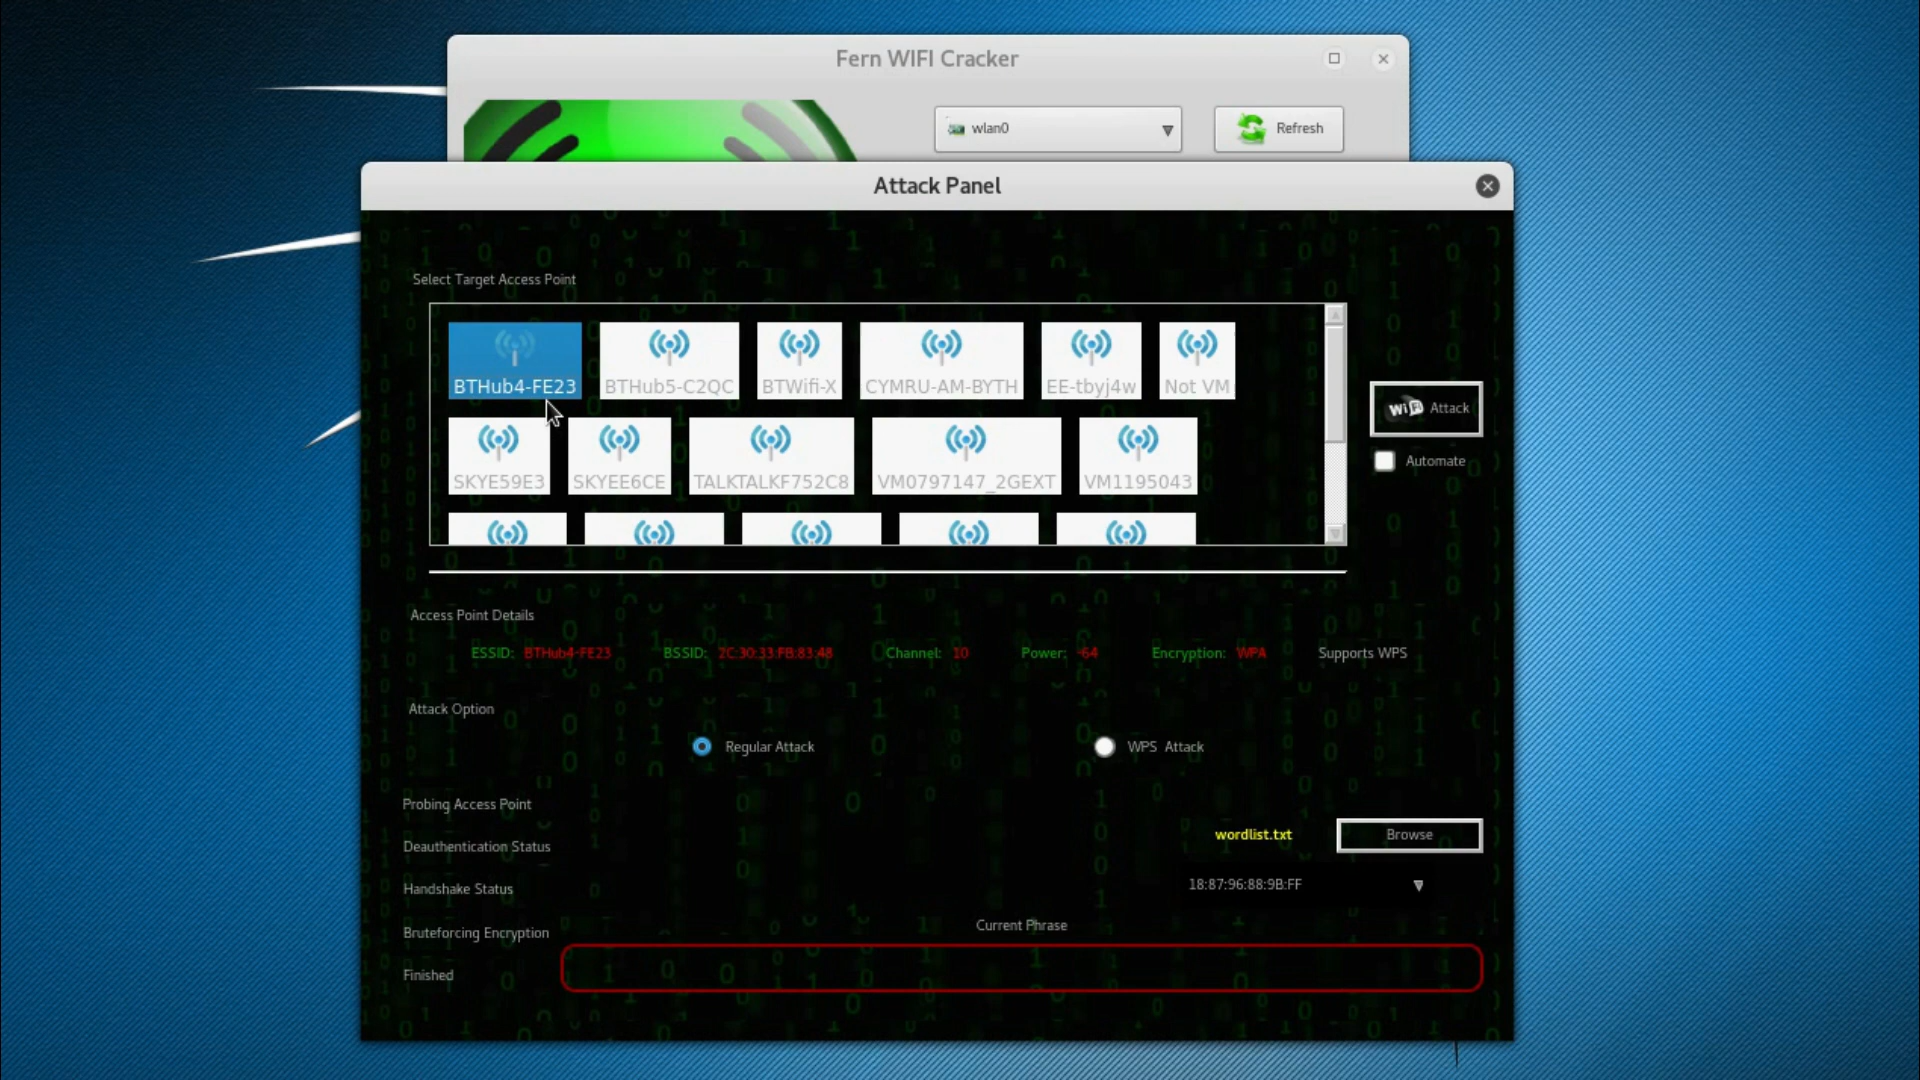 Fern WIFI Cracker
wlan0
Refresh
Attack Panel
Select Target Access Point
BTHub4-FE23 BTHub5-C2QC BTWifi-X CYMRU-AM-BYTH EE-tbyj4w Not VM
WiFi Attack
Automate
SKYE59E3 SKYEE6CE TALKTALKF752C8 VM0797147_2GEXT VM1195043
Access Point Details
ESSID: BTHub4-FE23 BSSID: 2C:30:33:FB:83:48 Channel: 10 Power: -64 Encryption: WPA Supports WPS
Attack Option
Regular Attack WPS Attack
Probing Access Point
wordlist.txt Browse
Deauthentication Status
Handshake Status
18:87:96:88:9B:FF
Current Phrase
Bruteforcing Encryption
Finished